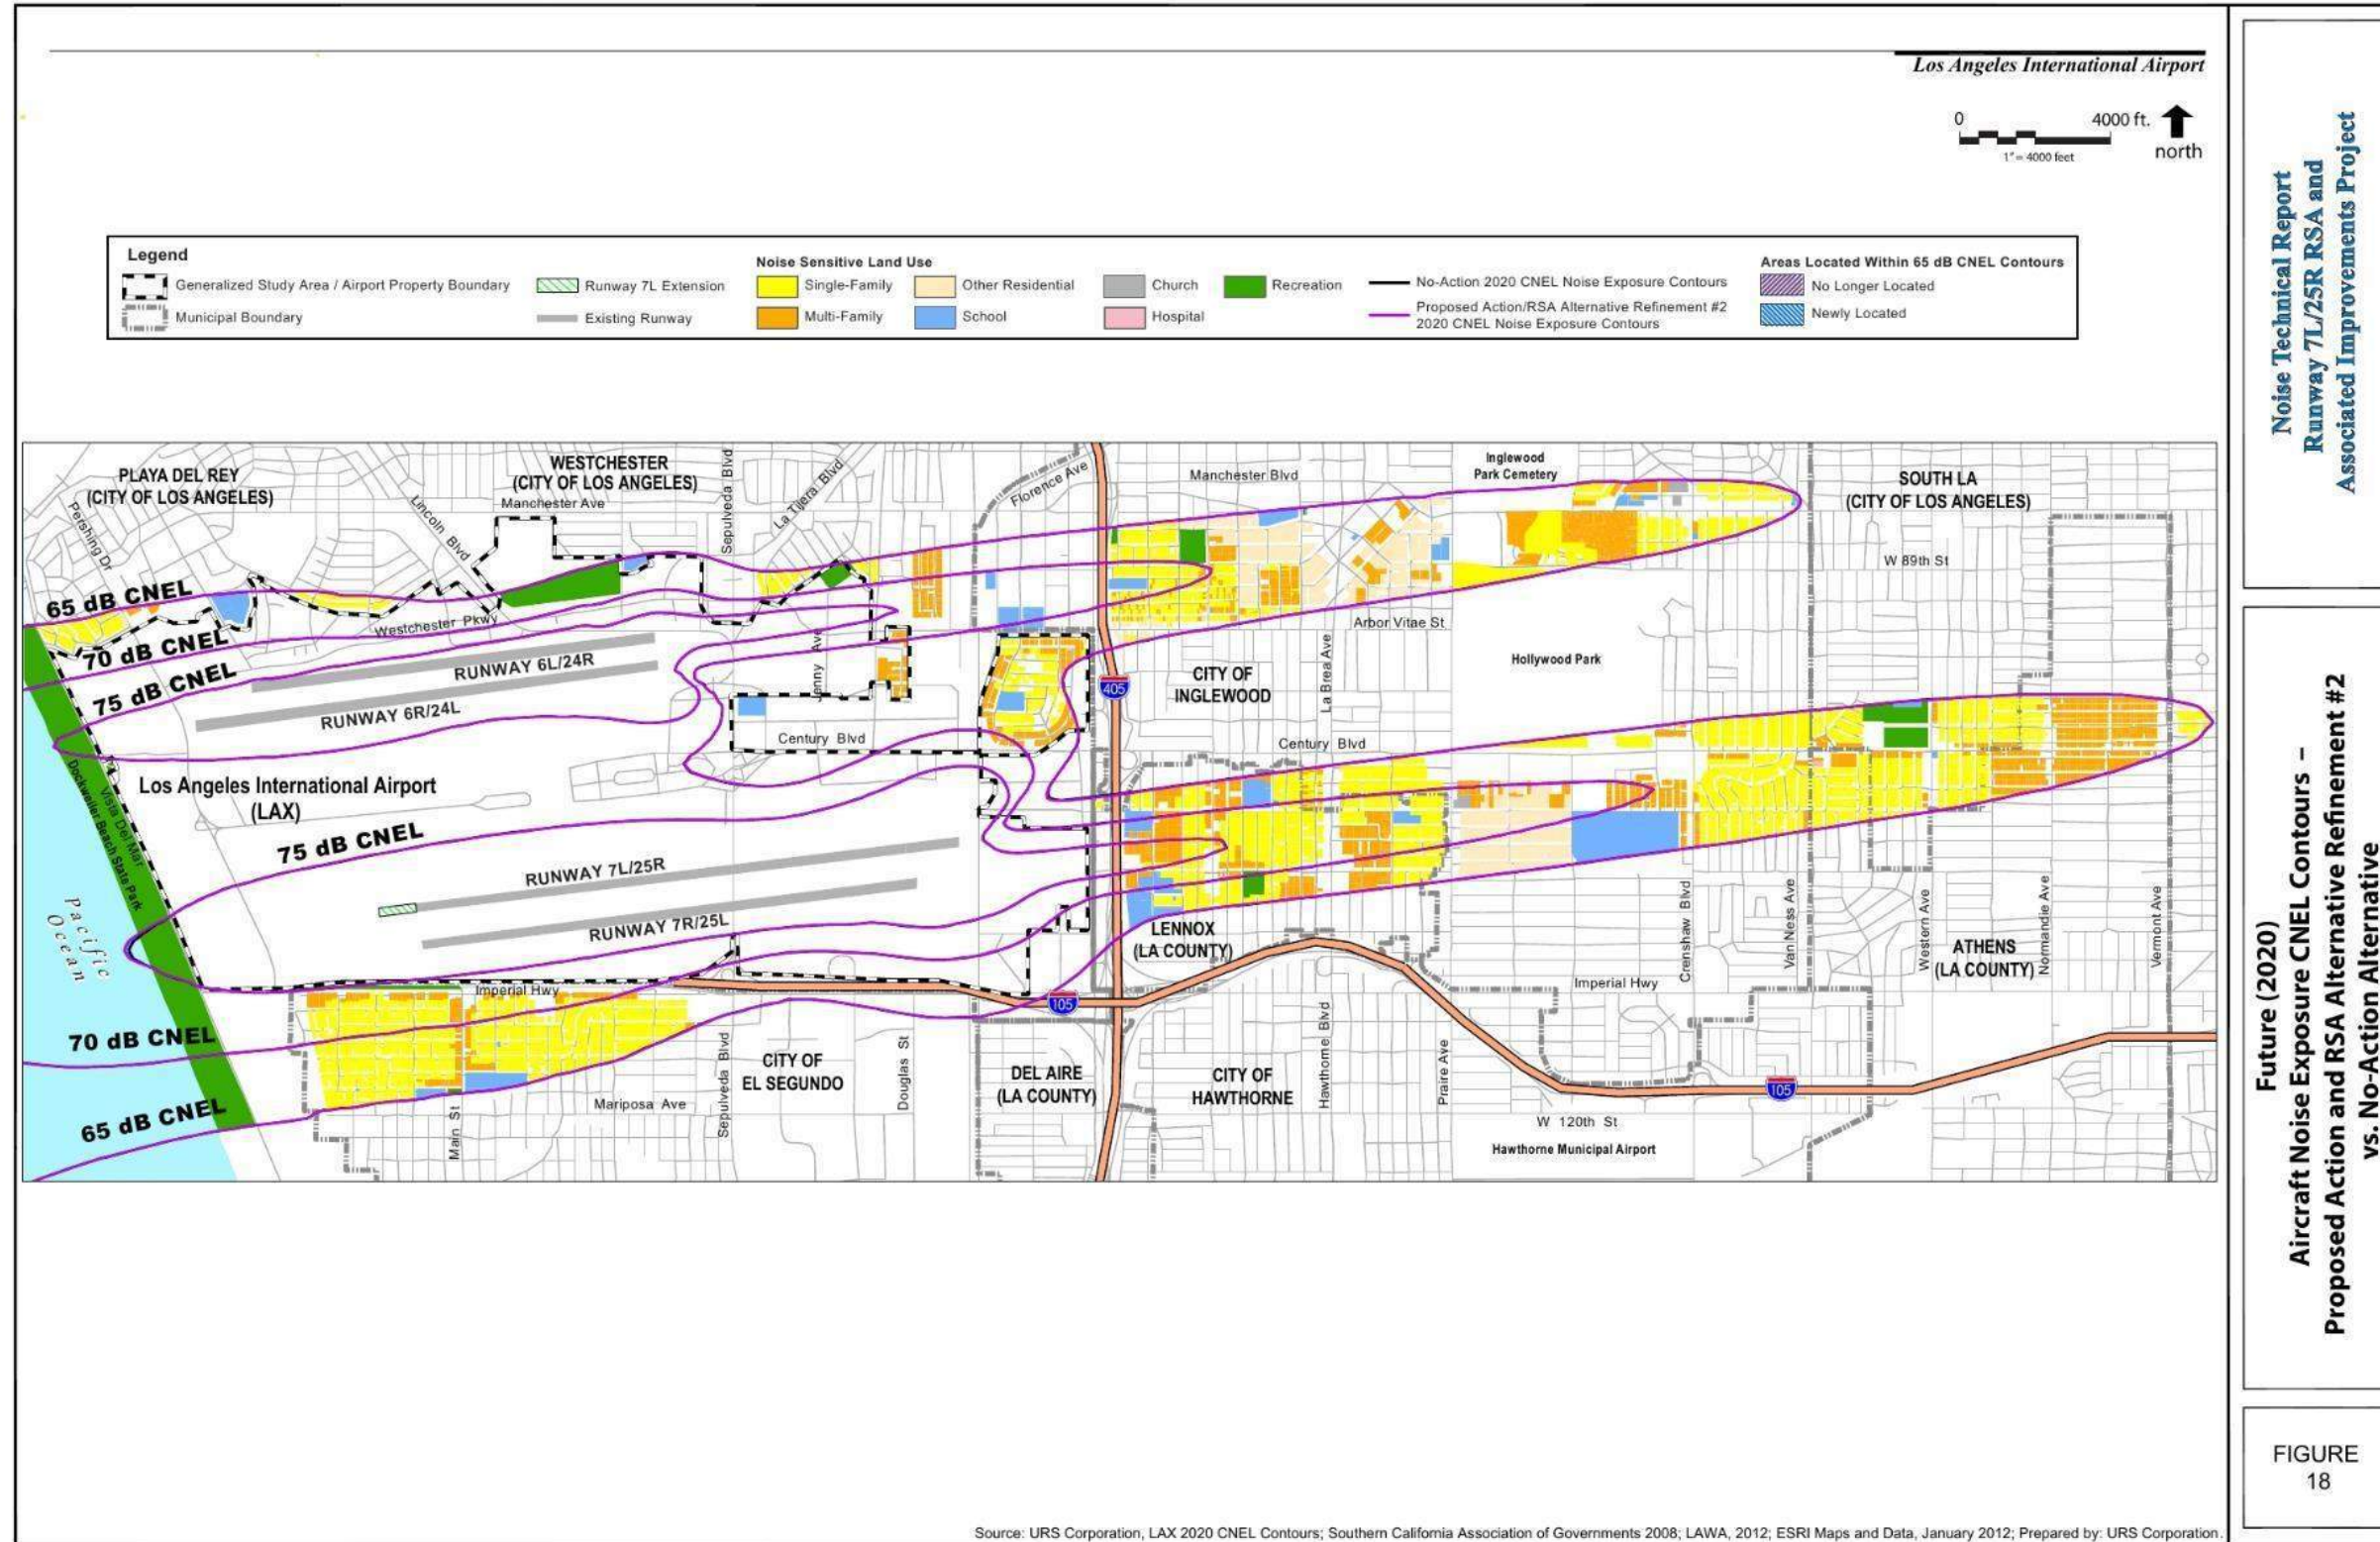 Los Angeles International Airport
0 4000 ft.
1"= 4000 feet
north
Legend
Generalized Study Area / Airport Property Boundary
Municipal Boundary
Runway 7L Extension
Existing Runway
Noise Sensitive Land Use
Single-Family
Multi-Family
Other Residential
School
Church
Hospital
Recreation
No-Action 2020 CNEL Noise Exposure Contours
Proposed Action/RSA Alternative Refinement #2
2020 CNEL Noise Exposure Contours
Areas Located Within 65 dB CNEL Contours
No Longer Located
Newly Located
PLAYA DEL REY
(CITY OF LOS ANGELES)
Pershing Dr
Lincoln Blvd
WESTCHESTER
(CITY OF LOS ANGELES)
Manchester Ave
Sepulveda Blvd
La Tijera Blvd
Florence Ave
Manchester Blvd
Inglewood
Park Cemetery
SOUTH LA
(CITY OF LOS ANGELES)
W 89th St
65 dB CNEL
70 dB CNEL
75 dB CNEL
Westchester Pkwy
RUNWAY 6L/24R
RUNWAY 6R/24L
Jenny Ave
Arbor Vitae St
La Brea Ave
Hollywood Park
405
CITY OF
INGLEWOOD
Century Blvd
Century Blvd
Los Angeles International Airport
(LAX)
Vista Del Mar
Dockweiler Beach State Park
75 dB CNEL
RUNWAY 7L/25R
RUNWAY 7R/25L
Pacific
Ocean
LENNOX
(LA COUNTY)
Crenshaw Blvd
Van Ness Ave
Western Ave
ATHENS
(LA COUNTY)
Normandie Ave
Vermont Ave
Imperial Hwy
Imperial Hwy
105
70 dB CNEL
65 dB CNEL
Main St
Mariposa Ave
Sepulveda Blvd
CITY OF
EL SEGUNDO
Douglas St
DEL AIRE
(LA COUNTY)
CITY OF
HAWTHORNE
Hawthorne Blvd
Praire Ave
W 120th St
Hawthorne Municipal Airport
105
Noise Technical Report
Runway 7L/25R RSA and
Associated Improvements Project
Future (2020)
Aircraft Noise Exposure CNEL Contours –
Proposed Action and RSA Alternative Refinement #2
vs. No-Action Alternative
FIGURE
18
Source: URS Corporation, LAX 2020 CNEL Contours; Southern California Association of Governments 2008; LAWA, 2012; ESRI Maps and Data, January 2012; Prepared by: URS Corporation.